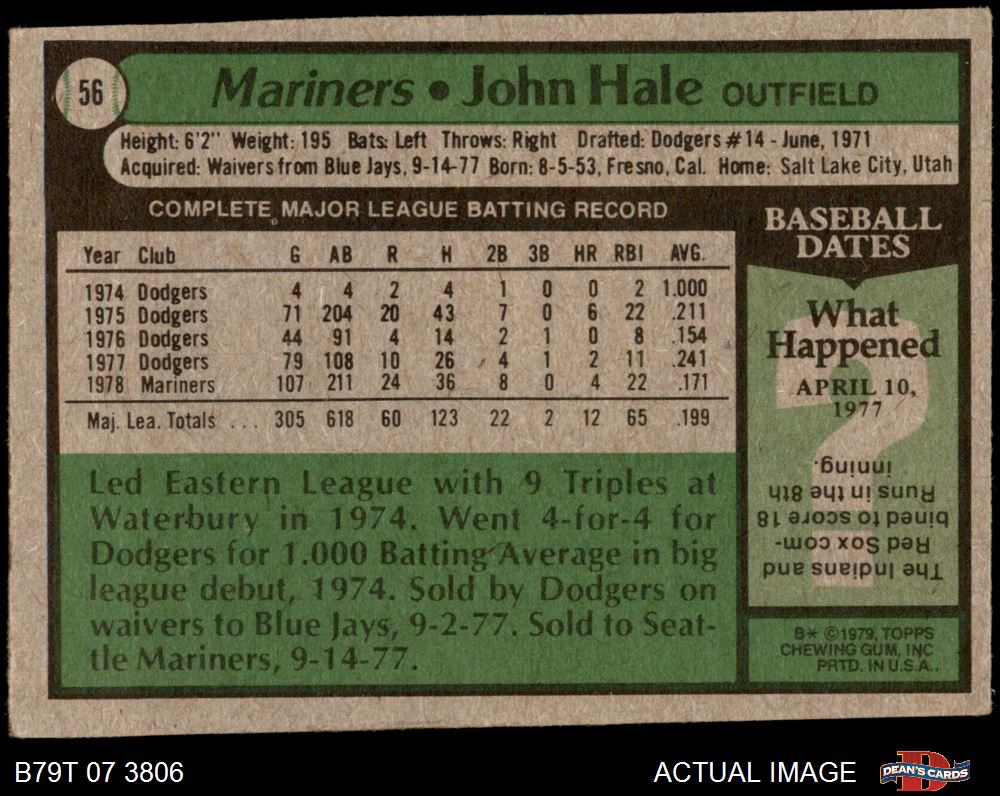 56
Mariners • John Hale OUTFIELD
Height: 6'2" Weight: 195 Bats: Left Throws: Right Drafted: Dodgers #14 - June, 1971
Acquired: Waivers from Blue Jays, 9-14-77 Born: 8-5-53, Fresno, Cal. Home: Salt Lake City, Utah
COMPLETE MAJOR LEAGUE BATTING RECORD
Year Club G AB R H 2B 3B HR RBI AVG.
1974 Dodgers 4 4 2 4 1 0 0 2 1.000
1975 Dodgers 71 204 20 43 7 0 6 22 .211
1976 Dodgers 44 91 4 14 2 1 0 8 .154
1977 Dodgers 79 108 10 26 4 1 2 11 .241
1978 Mariners 107 211 24 36 8 0 4 22 .171
Maj. Lea. Totals ... 305 618 60 123 22 2 12 65 .199
Led Eastern League with 9 Triples at
Waterbury in 1974. Went 4-for-4 for
Dodgers for 1.000 Batting Average in big
league debut, 1974. Sold by Dodgers on
waivers to Blue Jays, 9-2-77. Sold to Seat-
tle Mariners, 9-14-77.
BASEBALL
DATES
What
Happened
APRIL 10,
1977
?
The Indians and
Red Sox com-
bined to score 18
Runs in the 8th
inning.
B* ©1979, TOPPS
CHEWING GUM, INC
PRTD. IN U.S.A.
B79T 07 3806
ACTUAL IMAGE
D
DEAN'S CARDS